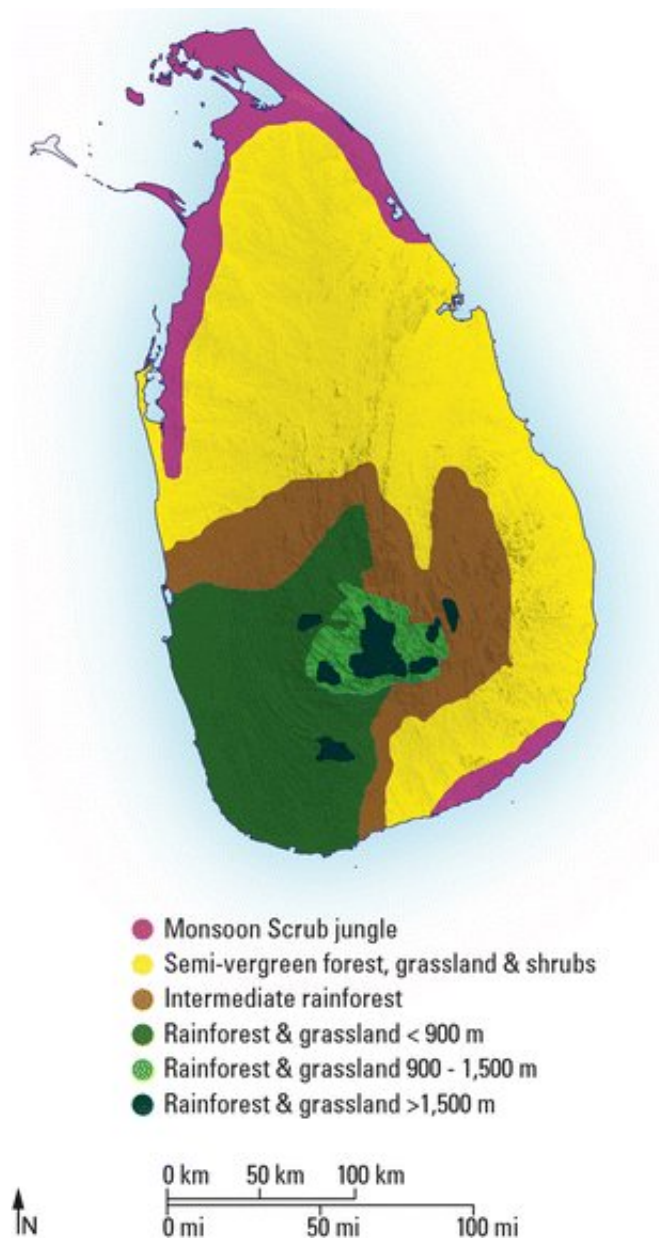 Monsoon Scrub jungle
Semi-vergreen forest, grassland & shrubs
Intermediate rainforest
Rainforest & grassland < 900 m
Rainforest & grassland 900 - 1,500 m
Rainforest & grassland >1,500 m
0 km 50 km 100 km
N
0 mi 50 mi 100 mi